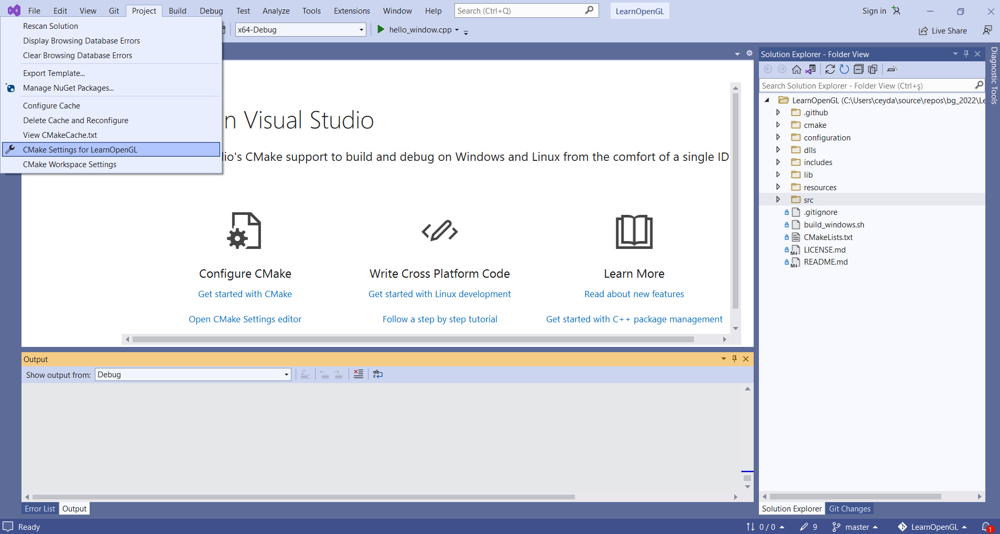 File Edit View Git Project Build Debug Test Analyze Tools Extensions Window Help Search (Ctrl+Q) LearnOpenGL Sign in
x64-Debug hello_window.cpp Live Share
Rescan Solution
Display Browsing Database Errors
Clear Browsing Database Errors
Export Template...
Manage NuGet Packages...
Configure Cache
Delete Cache and Reconfigure
View CMakeCache.txt
CMake Settings for LearnOpenGL
CMake Workspace Settings
n Visual Studio
io's CMake support to build and debug on Windows and Linux from the comfort of a single ID
Configure CMake
Get started with CMake
Open CMake Settings editor
Write Cross Platform Code
Get started with Linux development
Follow a step by step tutorial
Learn More
Read about new features
Get started with C++ package management
Output
Show output from: Debug
Error List Output
Solution Explorer - Folder View
Search Solution Explorer - Folder View (Ctrl+ş)
LearnOpenGL (C:\Users\ceyda\source\repos\bg_2022\Le
.github
cmake
configuration
dlls
includes
lib
resources
src
.gitignore
build_windows.sh
CMakeLists.txt
M↓ LICENSE.md
M↓ README.md
Solution Explorer Git Changes
Diagnostic Tools
Ready 0 / 0 9 master LearnOpenGL 1